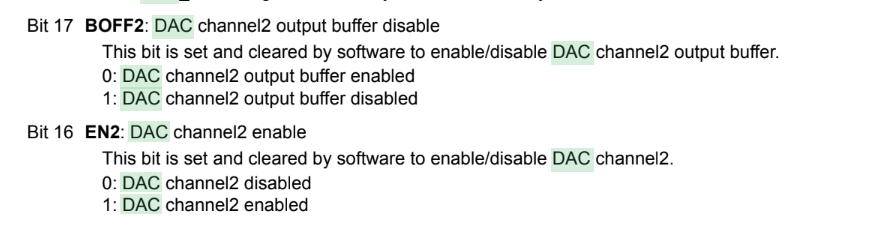 Bit 17 BOFF2: DAC channel2 output buffer disable
This bit is set and cleared by software to enable/disable DAC channel2 output buffer.
0: DAC channel2 output buffer enabled
1: DAC channel2 output buffer disabled
Bit 16 EN2: DAC channel2 enable
This bit is set and cleared by software to enable/disable DAC channel2.
0: DAC channel2 disabled
1: DAC channel2 enabled